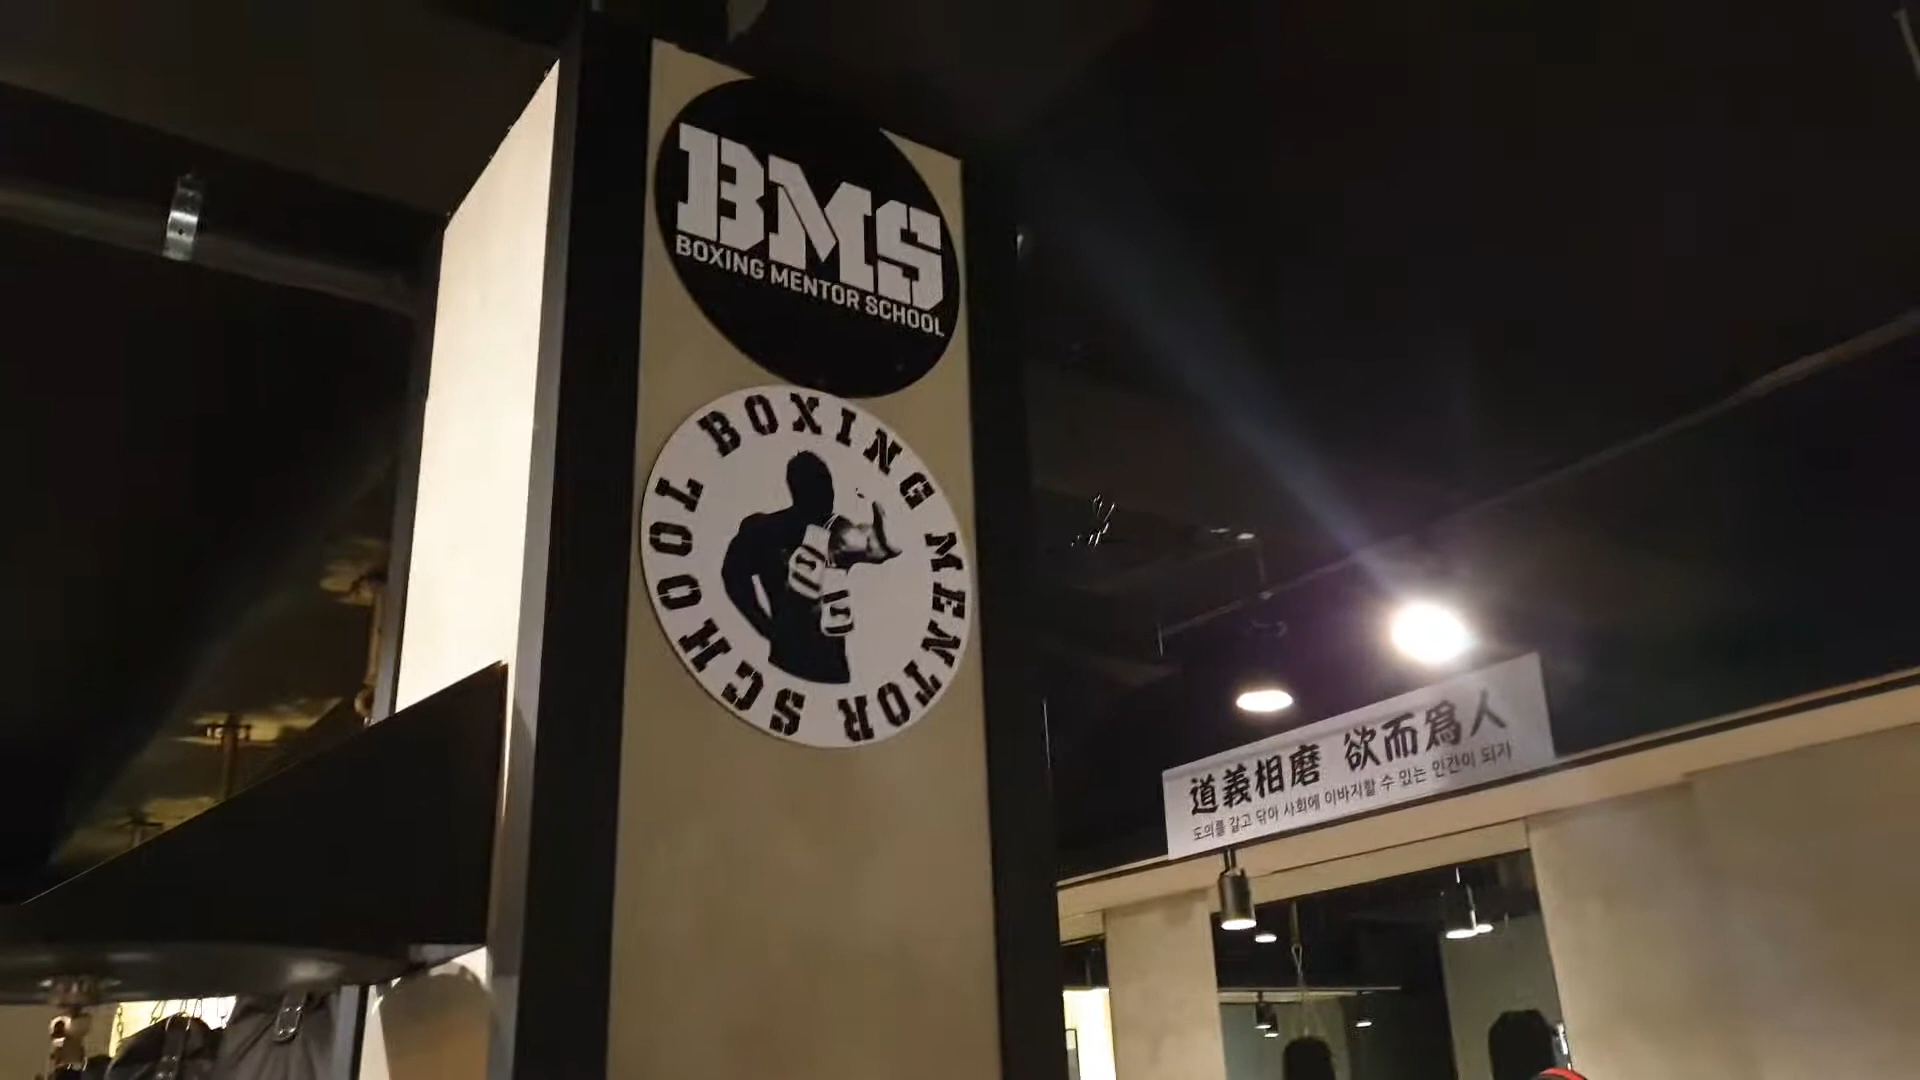 BMS
BOXING MENTOR SCHOOL
BOXING MENTOR SCHOOL
道義相磨 欲而爲人
도의를 갈고 닦아 사회에 이바지할 수 있는 인간이 되자